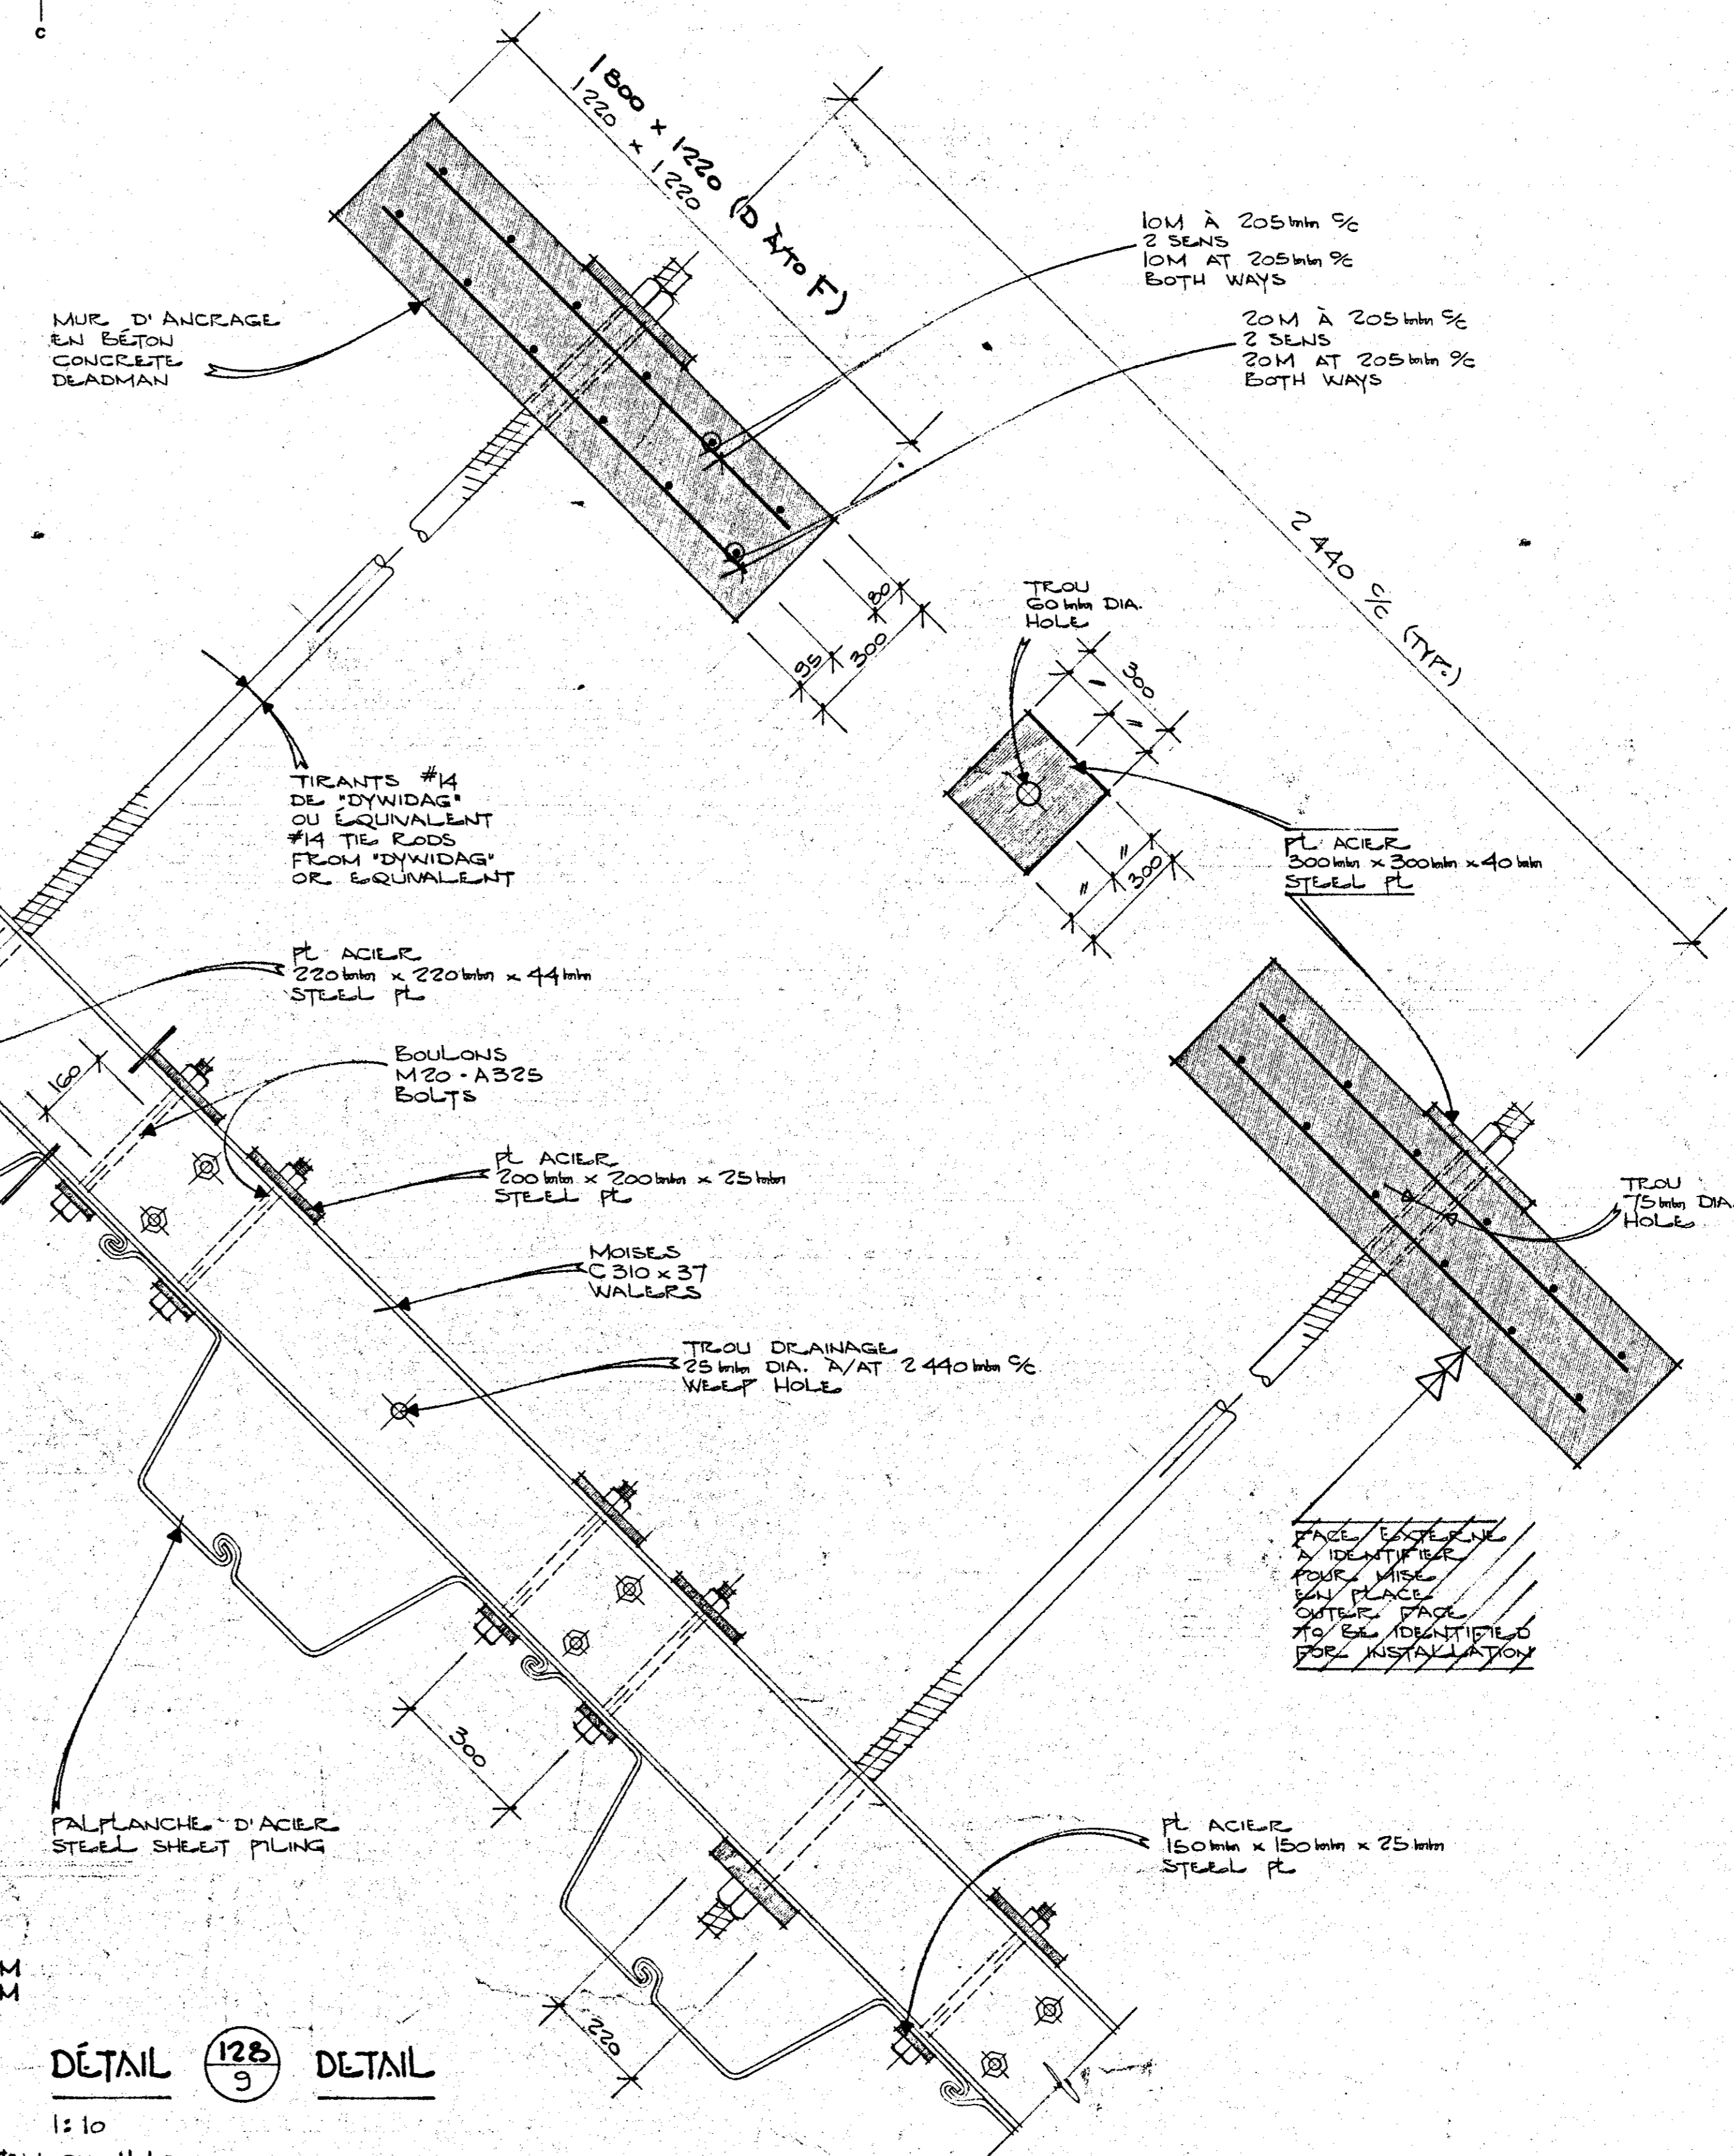 C
1800 x 1220 (D À/TO F)
1220 x 1220
10M À 205mm c/c
2 SENS
10M AT 205mm c/c
BOTH WAYS
20M À 205mm c/c
2 SENS
20M AT 205mm c/c
BOTH WAYS
MUR D'ANCRAGE
EN BÉTON
CONCRETE
DEADMAN
2 440 c/c (TYP.)
80
300
95
TROU
60mm DIA.
HOLE
300
=
=
"
"
300
TIRANTS #14
DE "DYWIDAG"
OU ÉQUIVALENT
#14 TIE RODS
FROM "DYWIDAG"
OR EQUIVALENT
PL ACIER
300mm x 300mm x 40mm
STEEL PL
PL ACIER
220mm x 220mm x 44mm
STEEL PL
160
BOULONS
M20 - A325
BOLTS
PL ACIER
200mm x 200mm x 25mm
STEEL PL
TROU
75mm DIA.
HOLE
MOISES
C 310 x 37
WALERS
TROU DRAINAGE
25mm DIA. À/AT 2 440mm c/c
WEEP HOLE
FACE EXTERNE
À IDENTIFIER
POUR MISE
EN PLACE
OUTER FACE
TO BE IDENTIFIED
FOR INSTALLATION
300
PALPLANCHE D'ACIER
STEEL SHEET PILING
PL ACIER
150mm x 150mm x 25mm
STEEL PL
220
M
M
DÉTAIL 128 DETAIL
9
1:10